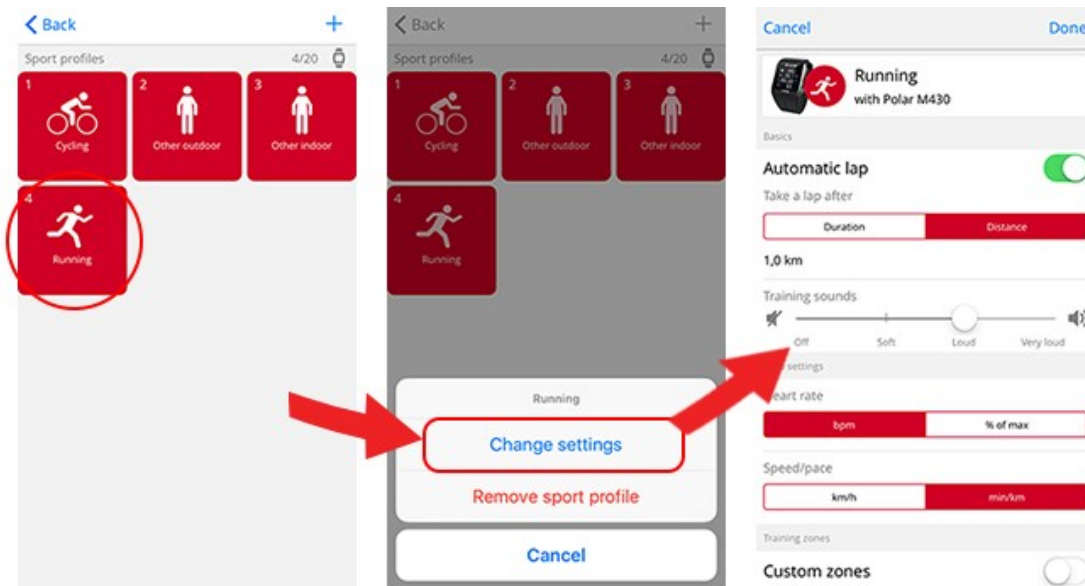 Back
Sport profiles 4/20
1
Cycling
2
Other outdoor
3
Other indoor
4
Running
Back
Sport profiles 4/20
1
Cycling
2
Other outdoor
3
Other indoor
4
Running
Running
Change settings
Remove sport profile
Cancel
Cancel Done
Running
with Polar M430
Basics
Automatic lap
Take a lap after
Duration Distance
1,0 km
Training sounds
Off Soft Loud Very loud
settings
eart rate
bpm % of max
Speed/pace
km/h min/km
Training zones
Custom zones